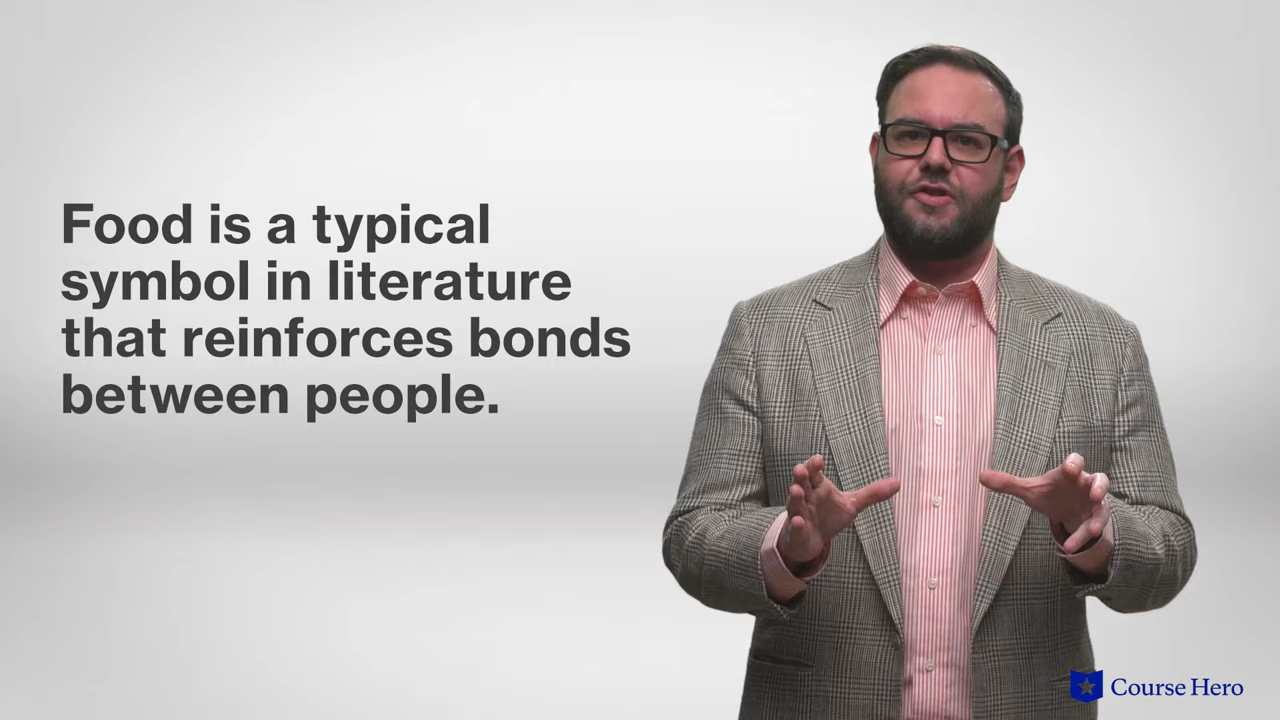 Food is a typical
symbol in literature
that reinforces bonds
between people.
Course Hero